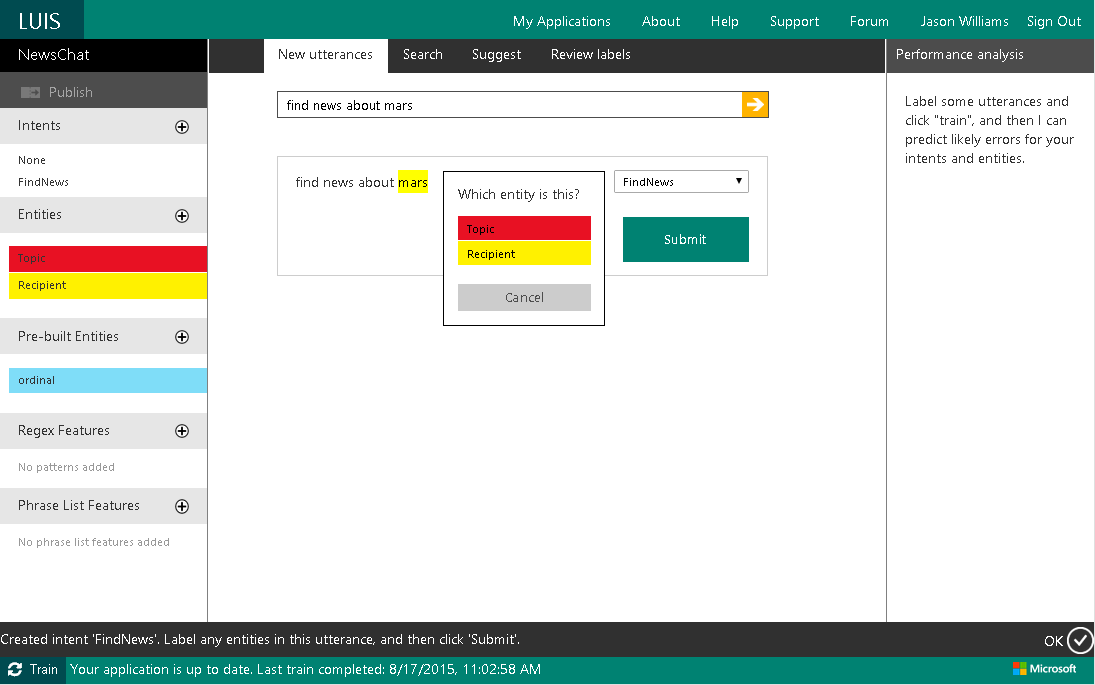 LUIS
My Applications About Help Support Forum Jason Williams Sign Out
NewsChat
New utterances Search Suggest Review labels
Performance analysis
Publish
Intents
None
FindNews
Entities
Topic
Recipient
Pre-built Entities
ordinal
Regex Features
No patterns added
Phrase List Features
No phrase list features added
find news about mars
find news about mars
Which entity is this?
Topic
Recipient
Cancel
FindNews
Submit
Label some utterances and
click "train", and then I can
predict likely errors for your
intents and entities.
Created intent 'FindNews'. Label any entities in this utterance, and then click 'Submit'.
OK
Train Your application is up to date. Last train completed: 8/17/2015, 11:02:58 AM
Microsoft